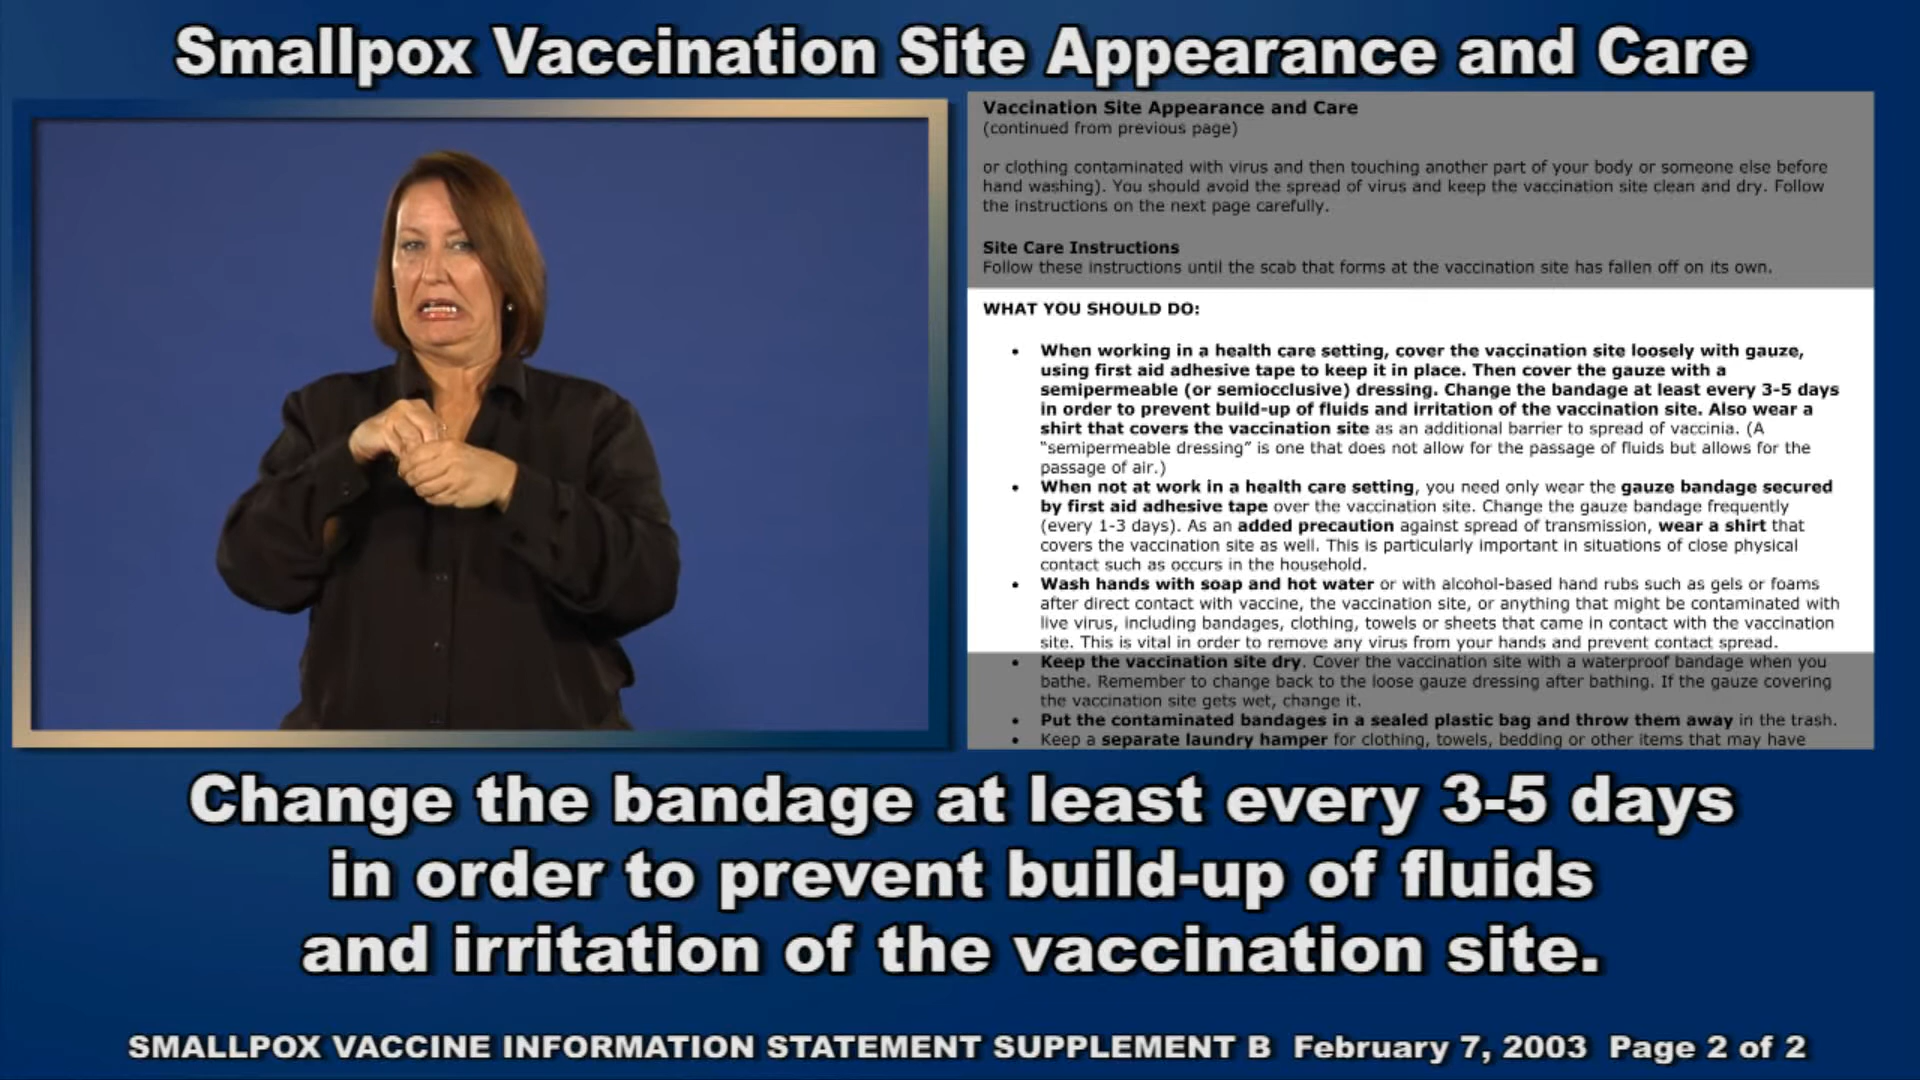 Smallpox Vaccination Site Appearance and Care
Vaccination Site Appearance and Care
(continued from previous page)
or clothing contaminated with virus and then touching another part of your body or someone else before
hand washing). You should avoid the spread of virus and keep the vaccination site clean and dry. Follow
the instructions on the next page carefully.
Site Care Instructions
Follow these instructions until the scab that forms at the vaccination site has fallen off on its own.
WHAT YOU SHOULD DO:
• When working in a health care setting, cover the vaccination site loosely with gauze,
using first aid adhesive tape to keep it in place. Then cover the gauze with a
semipermeable (or semiocclusive) dressing. Change the bandage at least every 3-5 days
in order to prevent build-up of fluids and irritation of the vaccination site. Also wear a
shirt that covers the vaccination site as an additional barrier to spread of vaccinia. (A
“semipermeable dressing” is one that does not allow for the passage of fluids but allows for the
passage of air.)
• When not at work in a health care setting, you need only wear the gauze bandage secured
by first aid adhesive tape over the vaccination site. Change the gauze bandage frequently
(every 1-3 days). As an added precaution against spread of transmission, wear a shirt that
covers the vaccination site as well. This is particularly important in situations of close physical
contact such as occurs in the household.
• Wash hands with soap and hot water or with alcohol-based hand rubs such as gels or foams
after direct contact with vaccine, the vaccination site, or anything that might be contaminated with
live virus, including bandages, clothing, towels or sheets that came in contact with the vaccination
site. This is vital in order to remove any virus from your hands and prevent contact spread.
• Keep the vaccination site dry. Cover the vaccination site with a waterproof bandage when you
bathe. Remember to change back to the loose gauze dressing after bathing. If the gauze covering
the vaccination site gets wet, change it.
• Put the contaminated bandages in a sealed plastic bag and throw them away in the trash.
• Keep a separate laundry hamper for clothing, towels, bedding or other items that may have
Change the bandage at least every 3-5 days
in order to prevent build-up of fluids
and irritation of the vaccination site.
SMALLPOX VACCINE INFORMATION STATEMENT SUPPLEMENT B February 7, 2003 Page 2 of 2